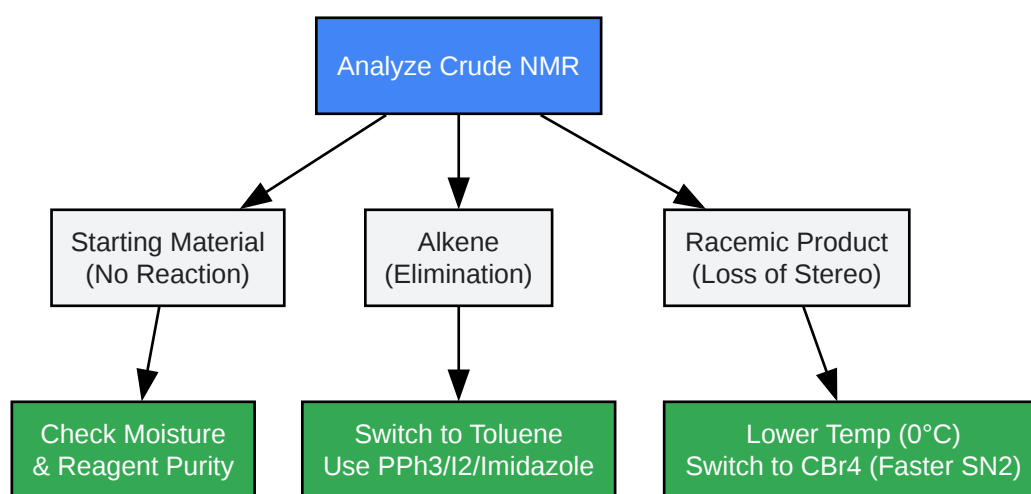 Analyze Crude NMR
Starting Material
(No Reaction)
Alkene
(Elimination)
Racemic Product
(Loss of Stereo)
Check Moisture
& Reagent Purity
Switch to Toluene
Use PPh3/I2/Imidazole
Lower Temp (0°C)
Switch to CBr4 (Faster SN2)